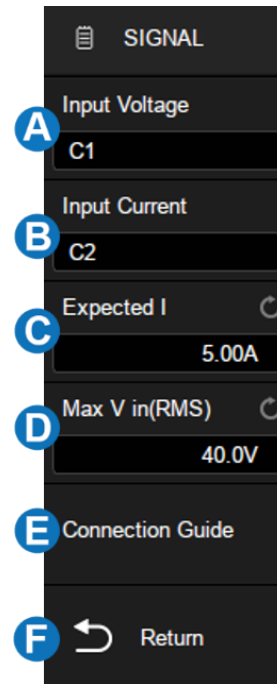 SIGNAL
Input Voltage
A
C1
Input Current
B
C2
Expected I
C
5.00A
Max V in(RMS)
D
40.0V
E Connection Guide
F Return